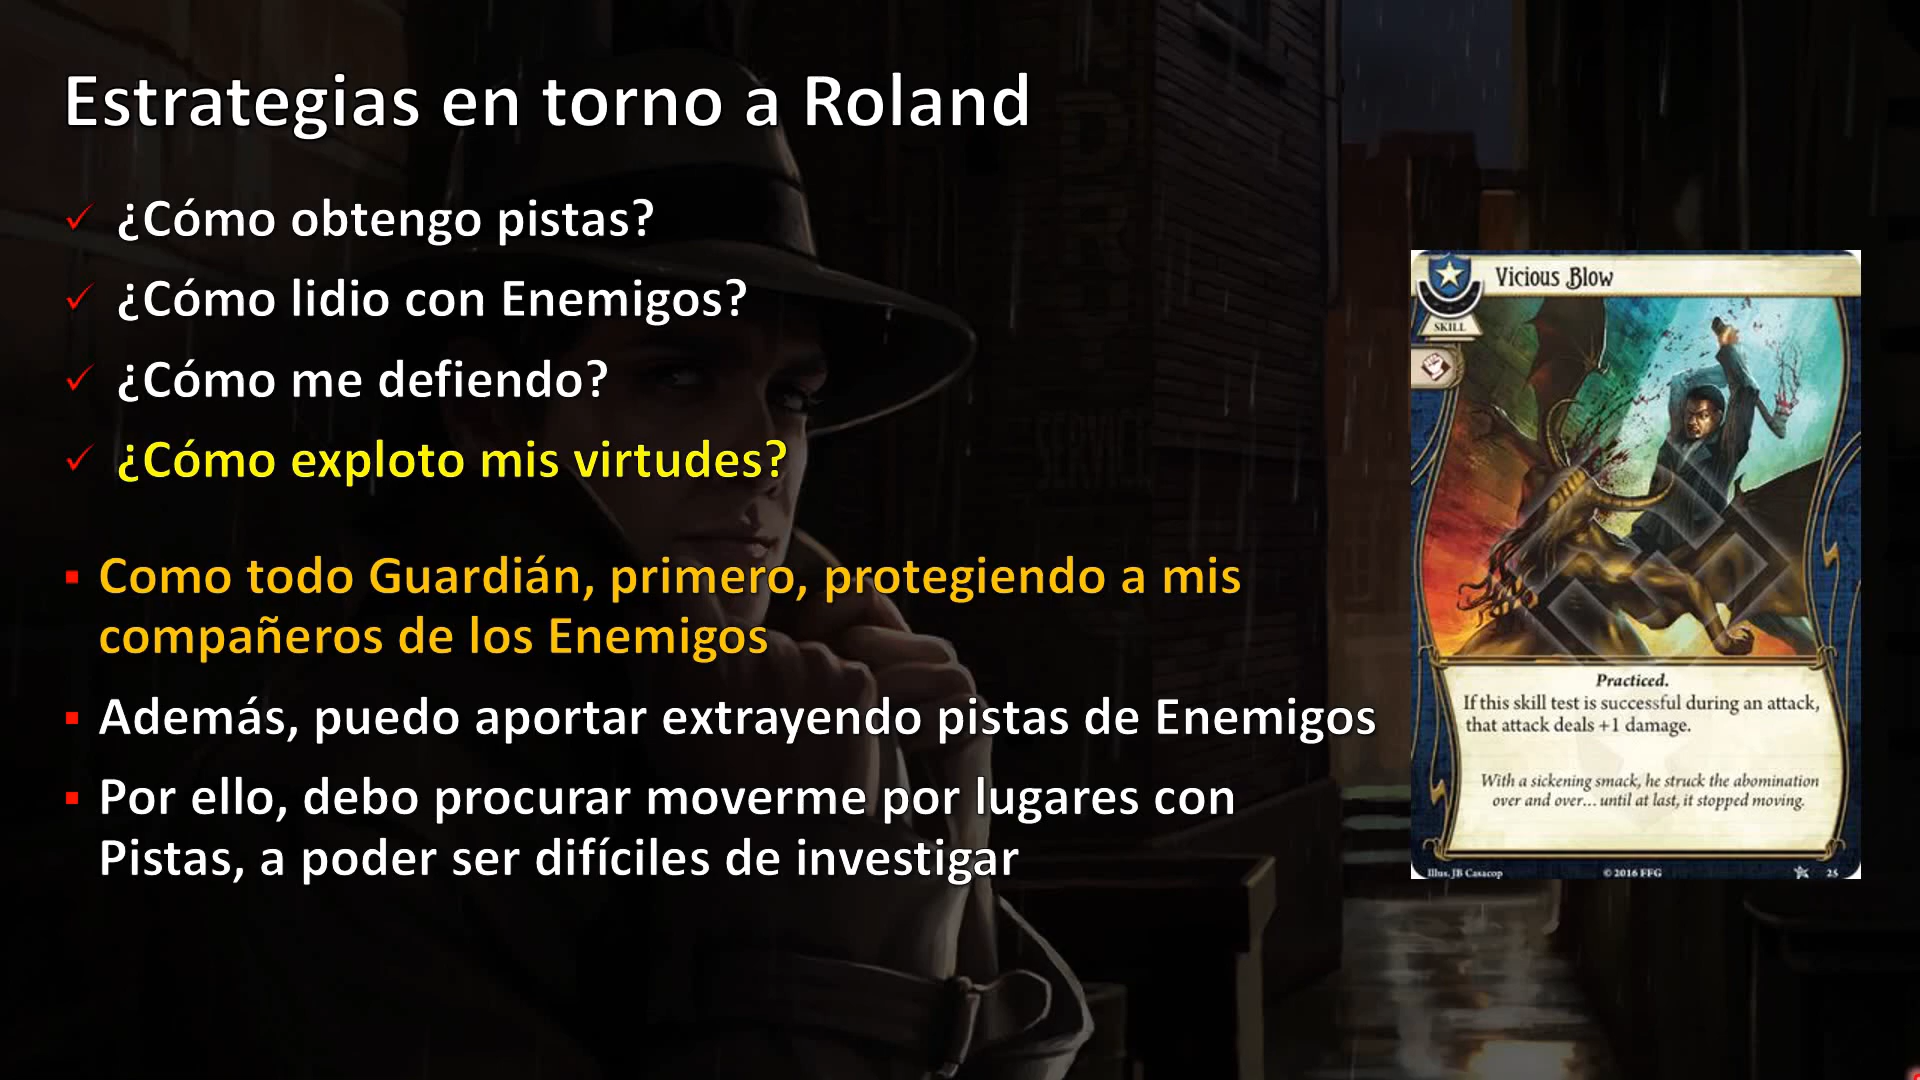 Estrategias en torno a Roland
¿Cómo obtengo pistas?
¿Cómo lidio con Enemigos?
¿Cómo me defiendo?
¿Cómo exploto mis virtudes?
Como todo Guardián, primero, protegiendo a mis
compañeros de los Enemigos
Además, puedo aportar extrayendo pistas de Enemigos
Por ello, debo procurar moverme por lugares con
Pistas, a poder ser difíciles de investigar
Vicious Blow
SKILL
Practiced.
If this skill test is successful during an attack,
that attack deals +1 damage.
With a sickening smack, he struck the abomination
over and over... until at last, it stopped moving.
Illus. JB Casacop
© 2016 FFG
25
SERVICE